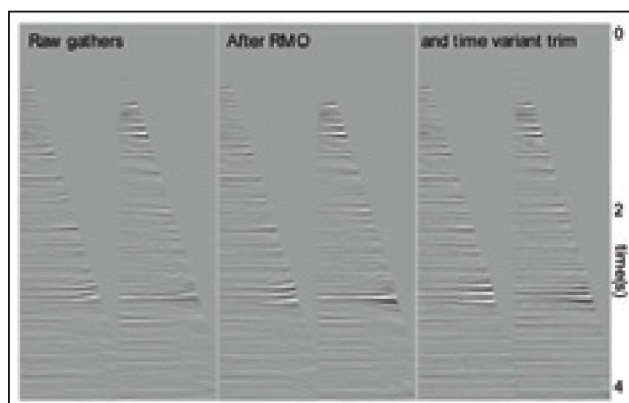 Raw gathers
After RMO
and time variant trim
0
2
time(s)
4